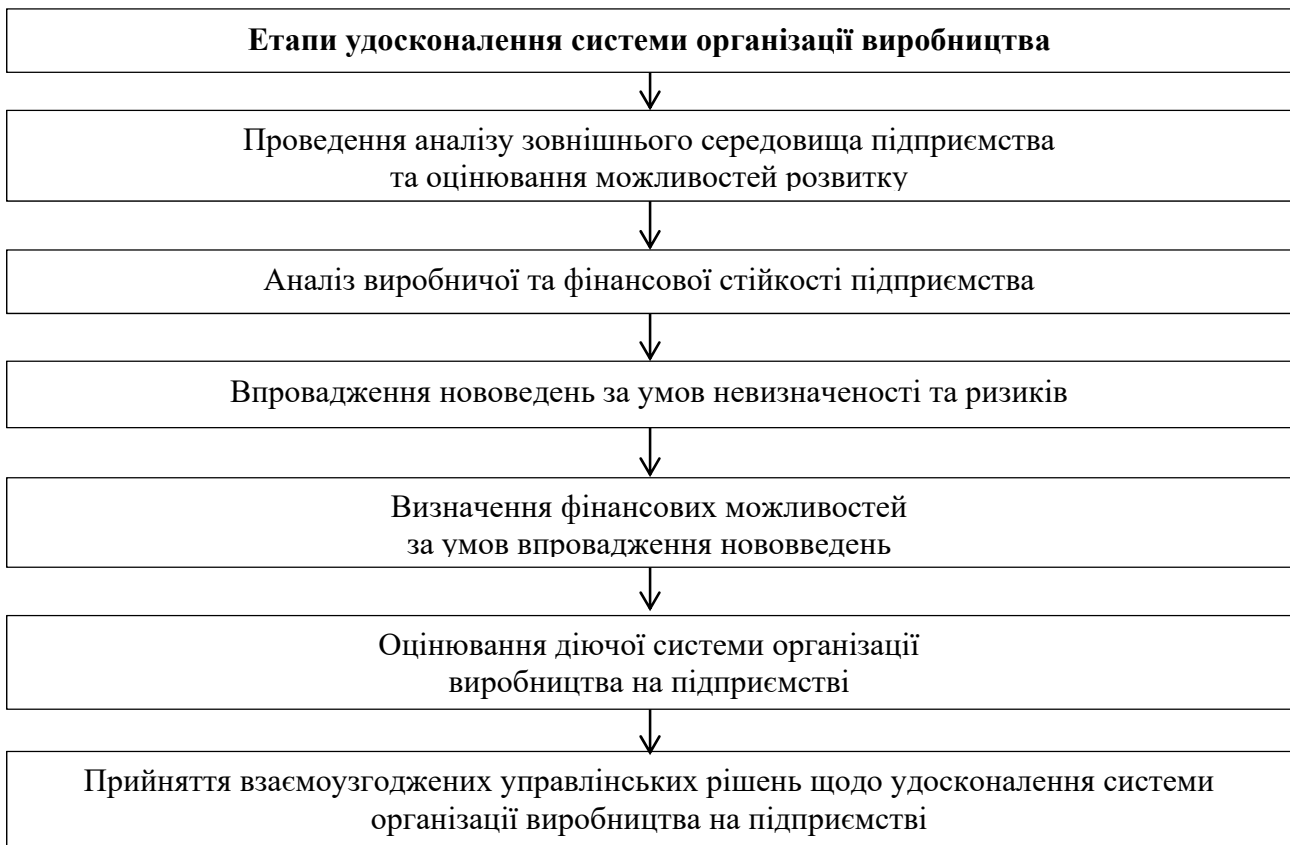 Етапи удосконалення системи організації виробництва
Проведення аналізу зовнішнього середовища підприємства
та оцінювання можливостей розвитку
Аналіз виробничої та фінансової стійкості підприємства
Впровадження нововедень за умов невизначеності та ризиків
Визначення фінансових можливостей
за умов впровадження нововведень
Оцінювання діючої системи організації
виробництва на підприємстві
Прийняття взаємоузгоджених управлінських рішень щодо удосконалення системи
організації виробництва на підприємстві